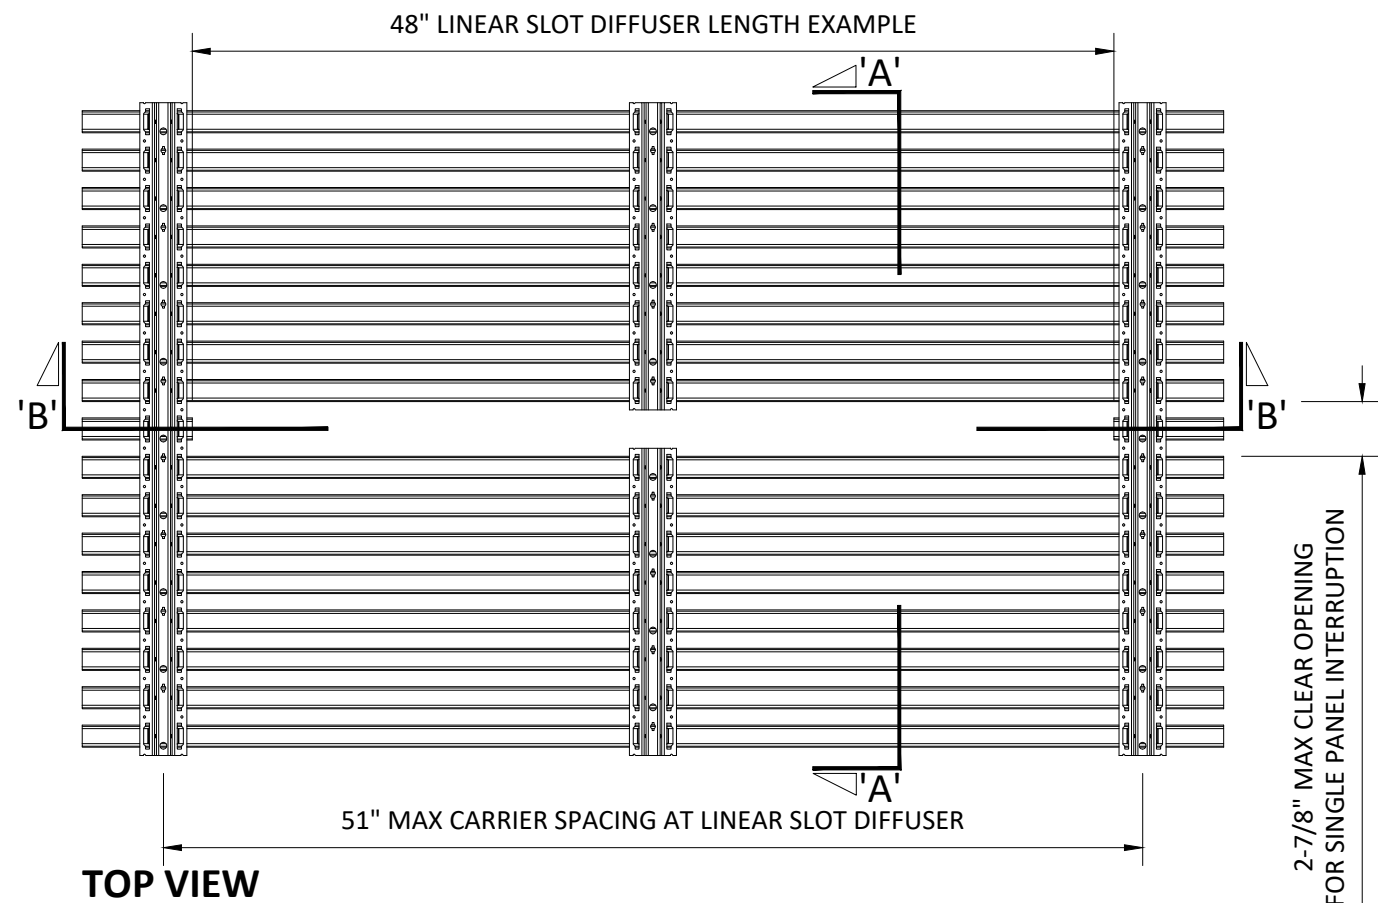 48" LINEAR SLOT DIFFUSER LENGTH EXAMPLE
'A'
'B'
'B'
2-7/8" MAX CLEAR OPENING
FOR SINGLE PANEL INTERRUPTION
'A'
51" MAX CARRIER SPACING AT LINEAR SLOT DIFFUSER
TOP VIEW